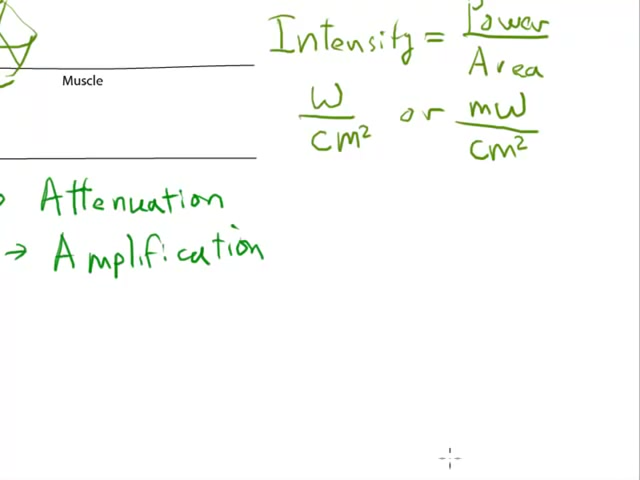 Intensity = Power
Area
Muscle
W
cm²
or
mW
cm²
Attenuation
→ Amplification